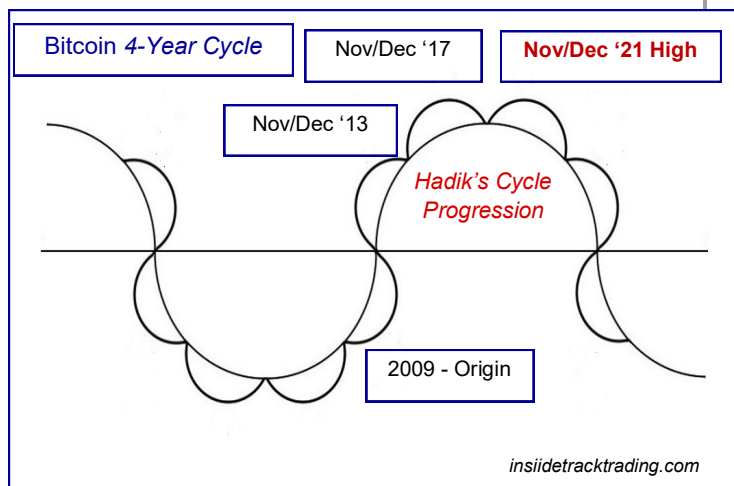 Bitcoin 4-Year Cycle
Nov/Dec ‘17
Nov/Dec ‘21 High
Nov/Dec ‘13
Hadik’s Cycle
Progression
2009 - Origin
insiidetracktrading.com